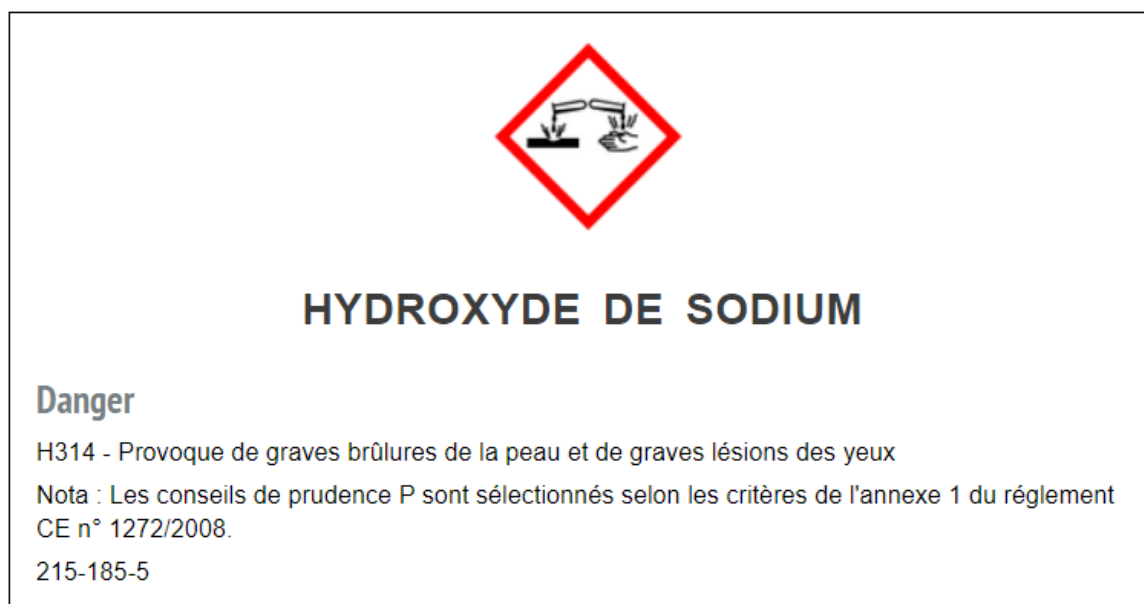 HYDROXYDE DE SODIUM
Danger
H314 - Provoque de graves brûlures de la peau et de graves lésions des yeux
Nota : Les conseils de prudence P sont sélectionnés selon les critères de l'annexe 1 du réglement
CE n° 1272/2008.
215-185-5